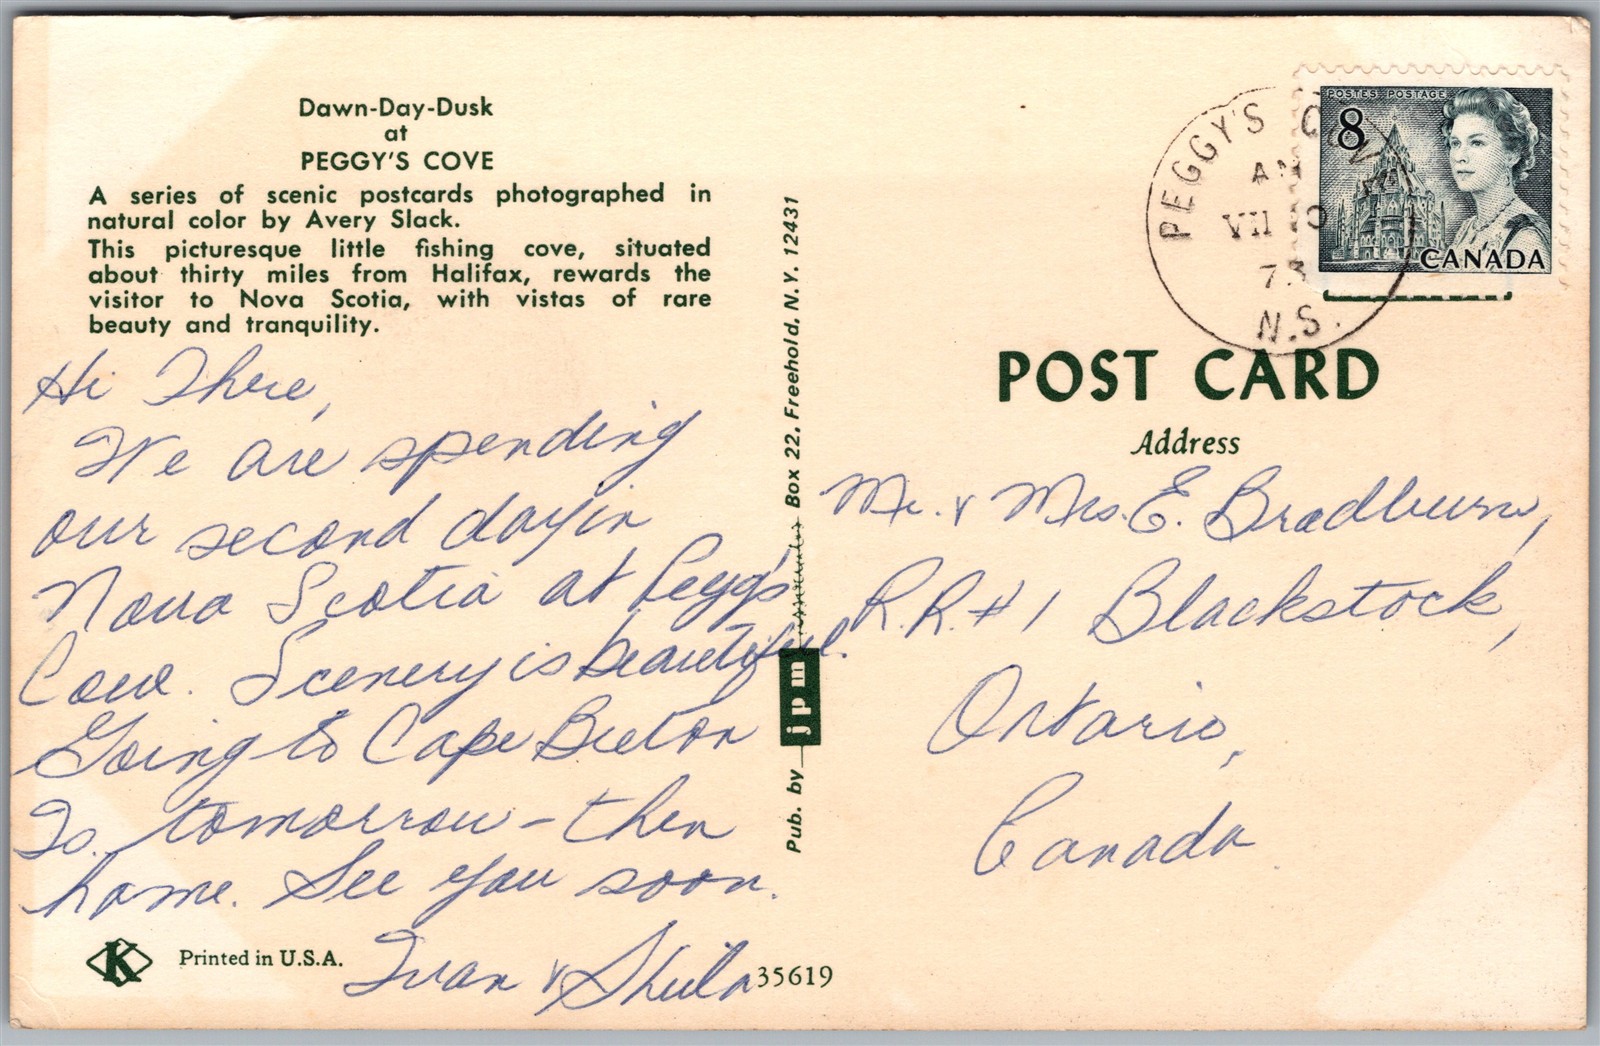 Dawn-Day-Dusk
at
PEGGY'S COVE
A series of scenic postcards photographed in
natural color by Avery Slack.
This picturesque little fishing cove, situated
about thirty miles from Halifax, rewards the
visitor to Nova Scotia, with vistas of rare
beauty and tranquility.
Hi There,
We are spending
our second day in
Nova Scotia at Peggy's
Cove. Scenery is beautiful.
Going to Cape Breton
Is. tomorrow - then
home. See you soon.
Ivan & Sheila
K
Printed in U.S.A.
35619
Pub. by jpm Box 22, Freehold, N.Y. 12431
PEGGY'S
AM
VII
N.S.
POSTES POSTAGE
8
CANADA
POST CARD
Address
Mr. & Mrs. E. Bradburn,
R.R. #1 Blackstock,
Ontario,
Canada